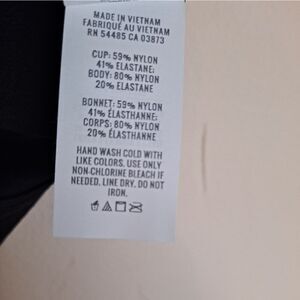 MADE IN VIETNAM
FABRIQUÉ AU VIETNAM
RN 54485 CA 03873
CUP: 59% NYLON
41% ELASTANE;
BODY: 80% NYLON
20% ELASTANE
BONNET: 59% NYLON
41% ÉLASTHANNE;
CORPS: 80% NYLON
20% ÉLASTHANNE
HAND WASH COLD WITH
LIKE COLORS. USE ONLY
NON-CHLORINE BLEACH IF
NEEDED. LINE DRY. DO NOT
IRON.